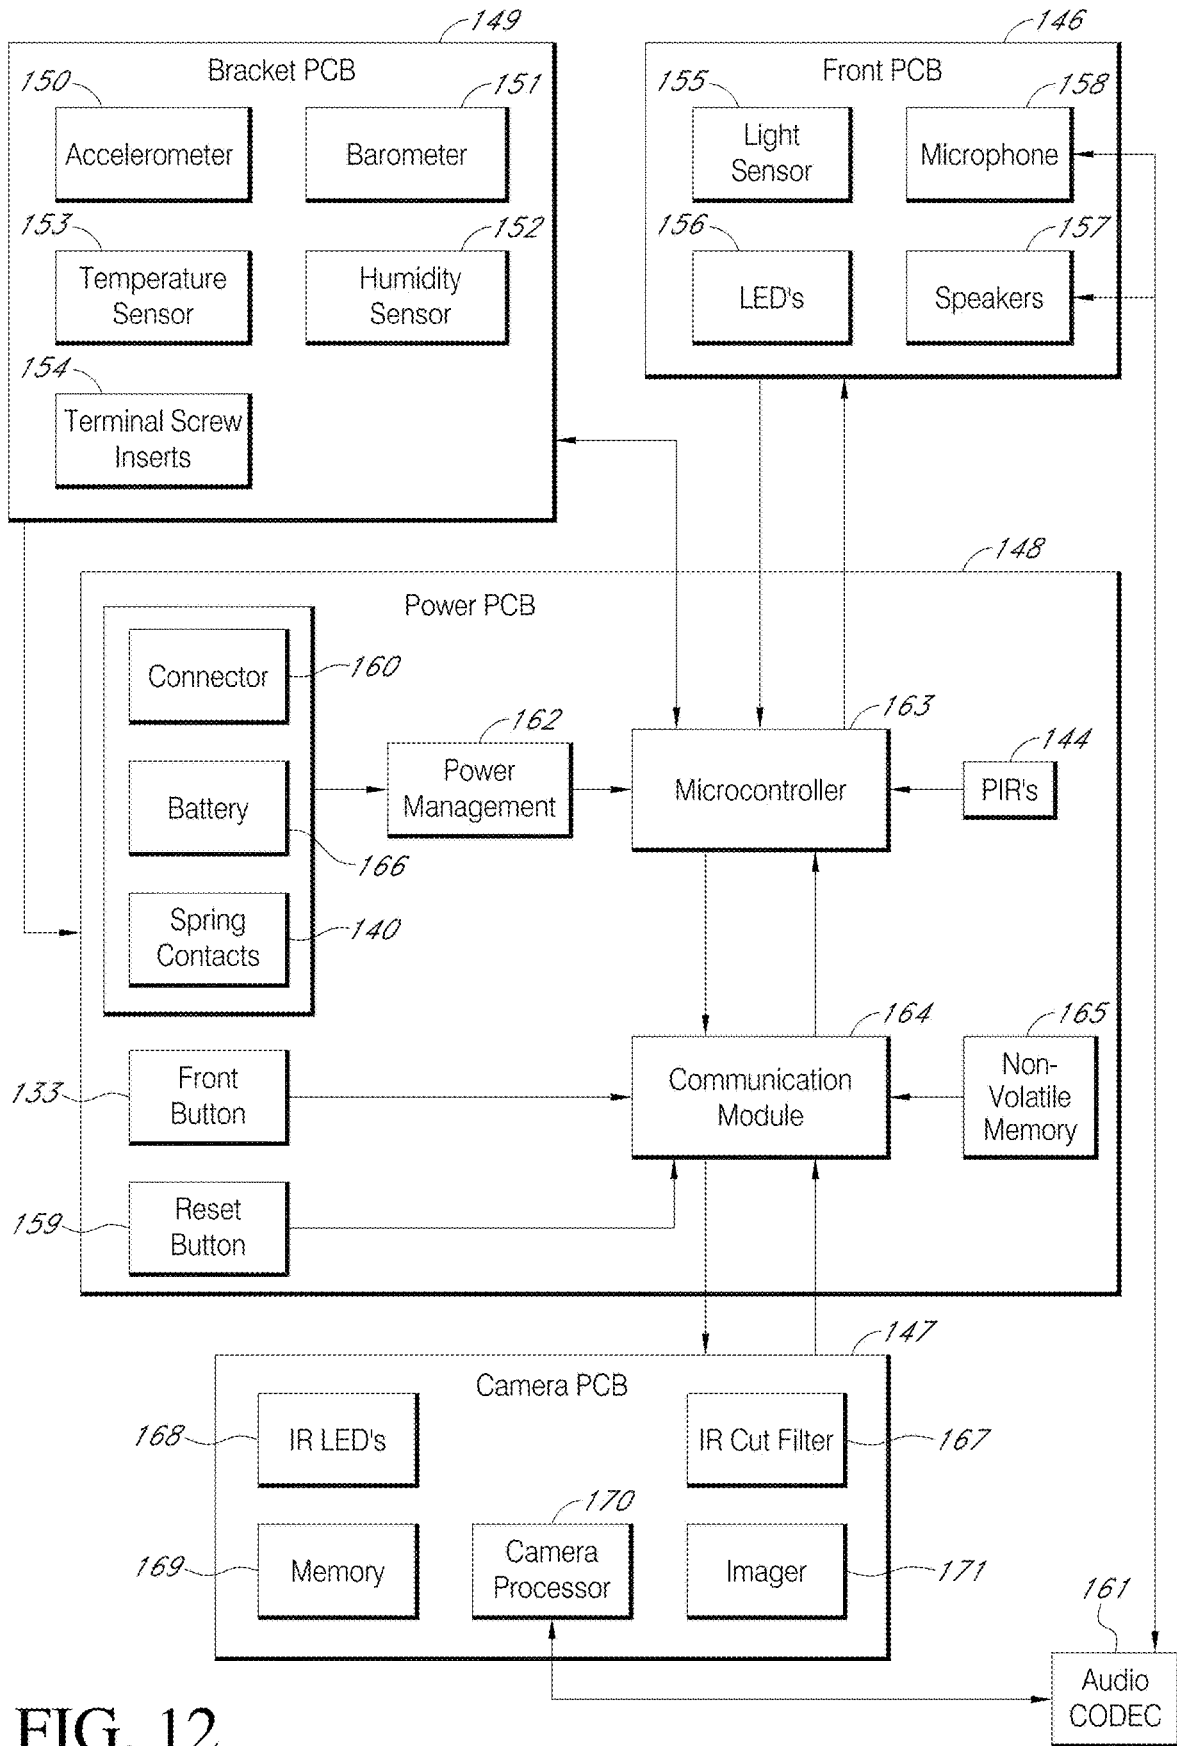 149
146
Bracket PCB
Front PCB
150
151
155
158
Accelerometer
Barometer
Light
Sensor
Microphone
153
152
156
157
Temperature
Sensor
Humidity
Sensor
LED's
Speakers
154
Terminal Screw
Inserts
148
Power PCB
Connector
160
162
163
144
Battery
166
Power
Management
Microcontroller
PIR's
Spring
Contacts
140
164
165
133
Front
Button
Communication
Module
Non-
Volatile
Memory
159
Reset
Button
147
Camera PCB
168
IR LED's
IR Cut Filter
167
170
169
Memory
Camera
Processor
Imager
171
161
Audio
CODEC
FIG. 12